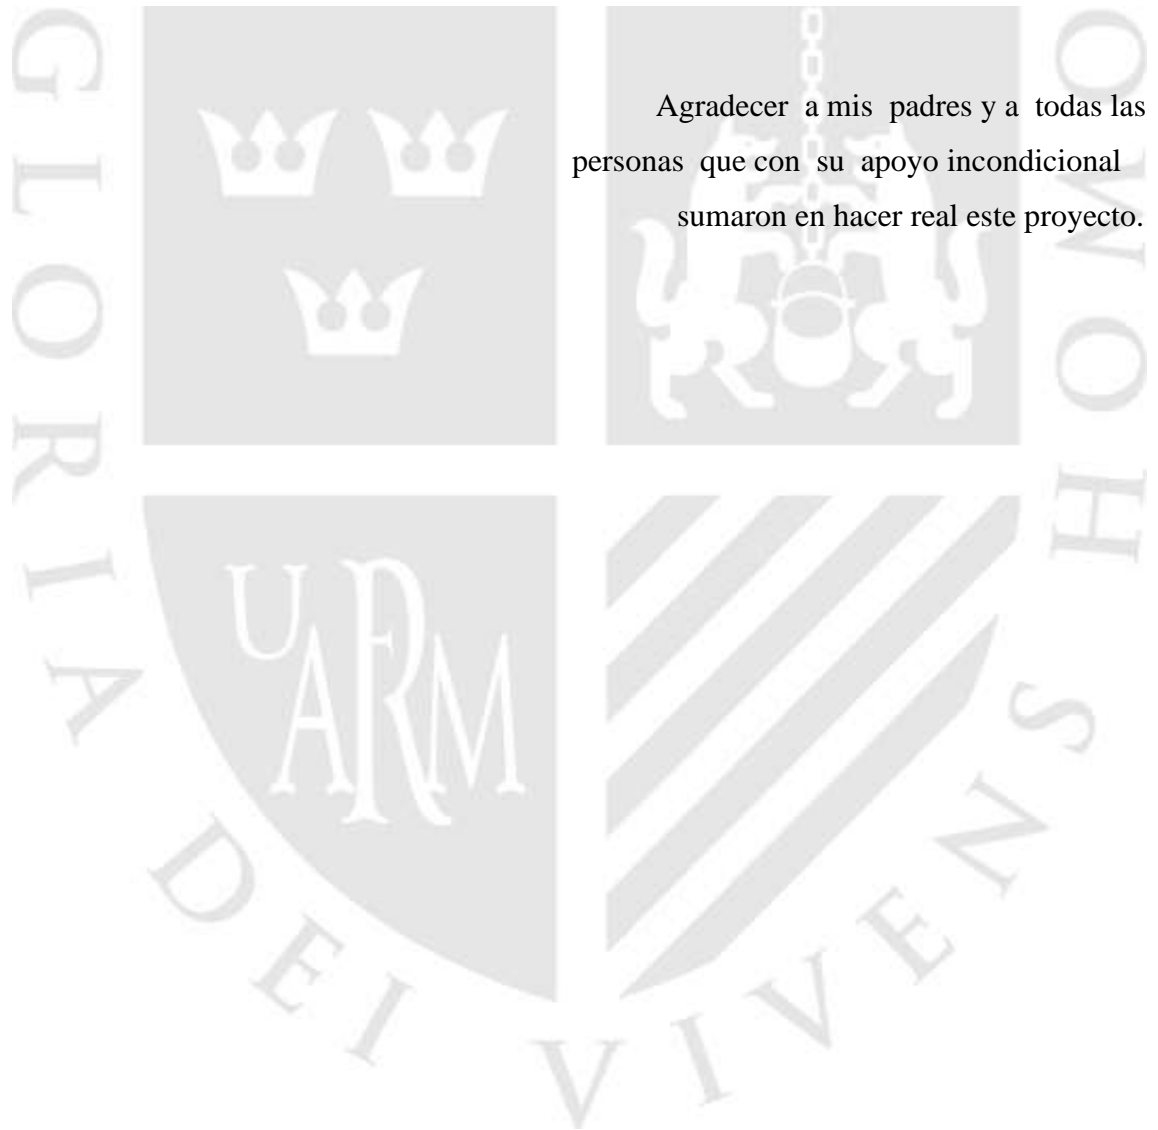 Agradecer a mis padres y a todas las
personas que con su apoyo incondicional
sumaron en hacer real este proyecto.
GLORIA DEI VIVENS HOMO
UARM